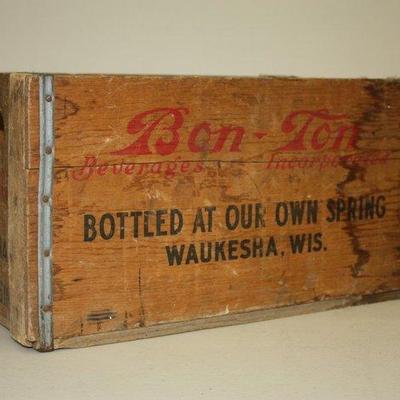 Bon-Ton
Beverages Incorporated
BOTTLED AT OUR OWN SPRING
WAUKESHA, WIS.